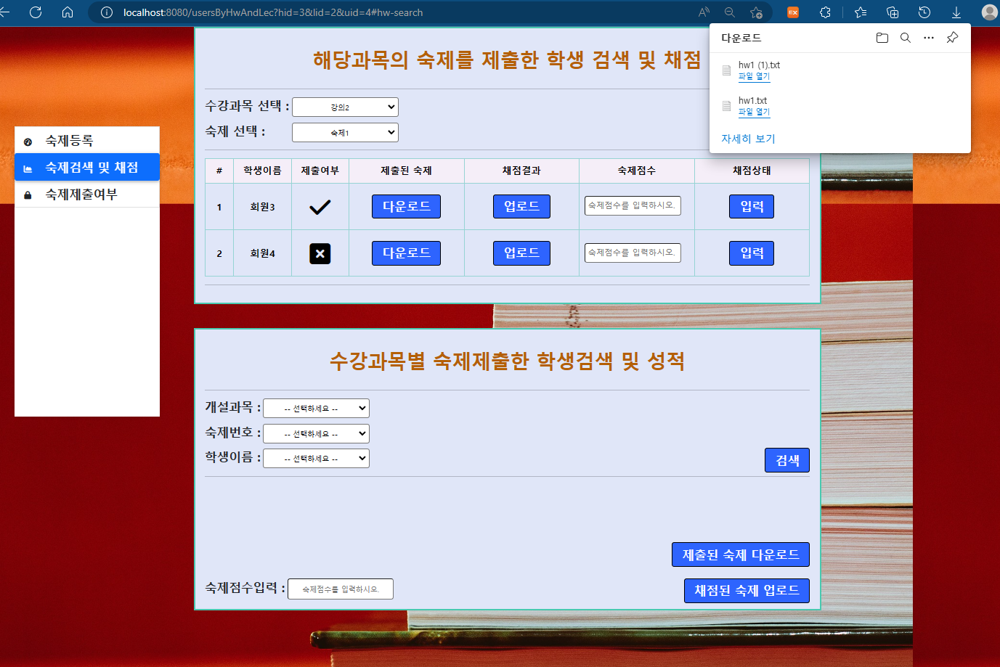 localhost:8080/usersByHwAndLec?hid=3&lid=2&uid=4#hw-search
다운로드
hw1 (1).txt
파일 열기
hw1.txt
파일 열기
자세히 보기
숙제등록
숙제검색 및 채점
숙제제출여부
해당과목의 숙제를 제출한 학생 검색 및 채점
수강과목 선택 : 강의2
숙제 선택 : 숙제1
# 학생이름 제출여부 제출된 숙제 채점결과 숙제점수 채점상태
1 회원3 다운로드 업로드 숙제점수를 입력하시오. 입력
2 회원4 다운로드 업로드 숙제점수를 입력하시오. 입력
수강과목별 숙제제출한 학생검색 및 성적
개설과목 : -- 선택하세요 --
숙제번호 : -- 선택하세요 --
학생이름 : -- 선택하세요 -- 검색
제출된 숙제 다운로드
숙제점수입력 : 숙제점수를 입력하시오. 채점된 숙제 업로드